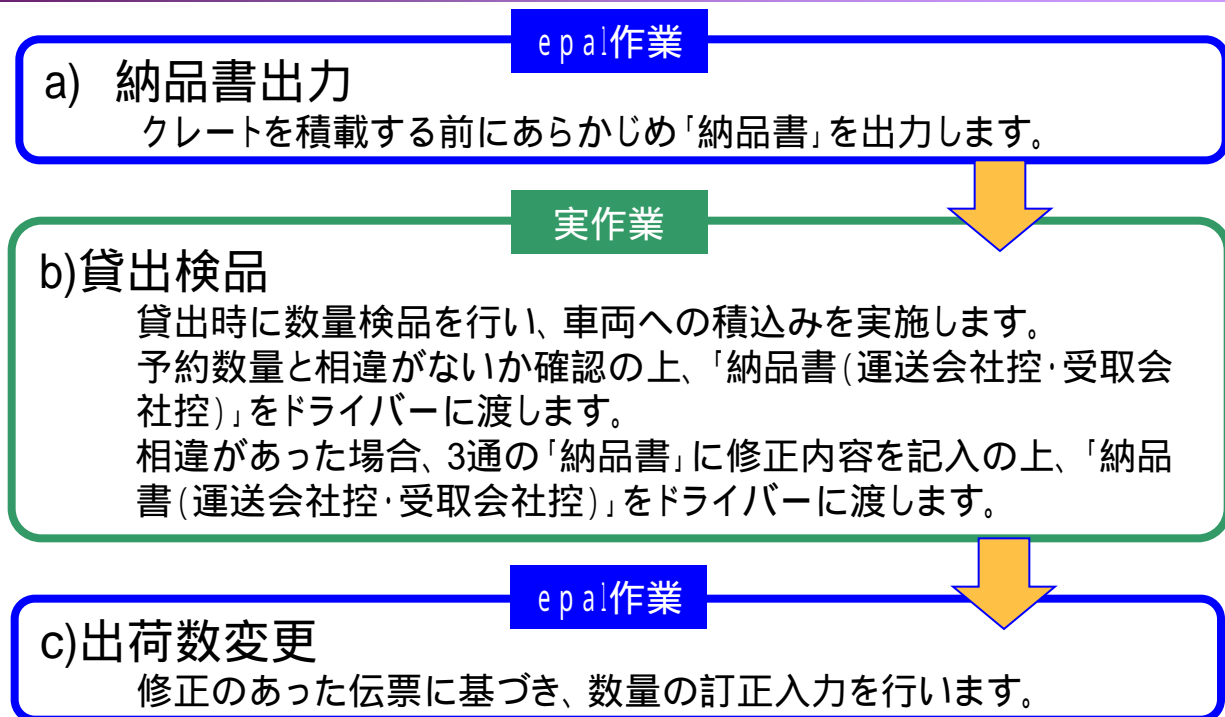 epal作業
a) 納品書出力
クレートを積載する前にあらかじめ「納品書」を出力します。
実作業
b)貸出検品
貸出時に数量検品を行い、車両への積込みを実施します。
予約数量と相違がないか確認の上、「納品書(運送会社控・受取会
社控)」をドライバーに渡します。
相違があった場合、3通の「納品書」に修正内容を記入の上、「納品
書(運送会社控・受取会社控)」をドライバーに渡します。
epal作業
c)出荷数変更
修正のあった伝票に基づき、数量の訂正入力を行います。